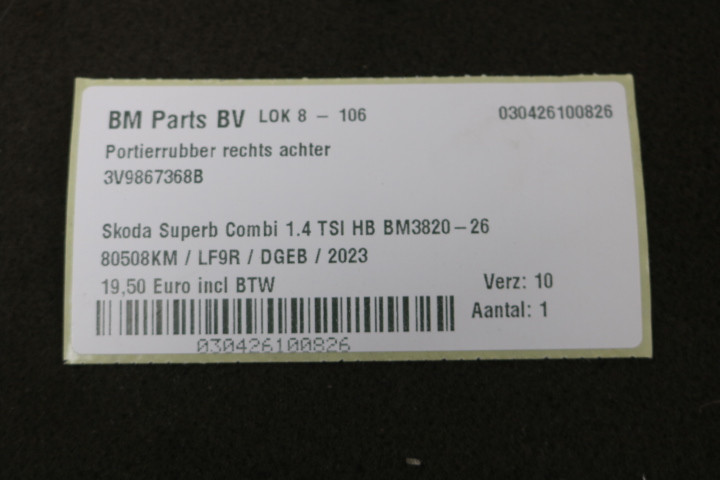 BM Parts BV LOK 8 - 106 030426100826
Portierrubber rechts achter
3V9867368B
Skoda Superb Combi 1.4 TSI HB BM3820-26
80508KM / LF9R / DGEB / 2023
19,50 Euro incl BTW Verz: 10
Aantal: 1
030426100826